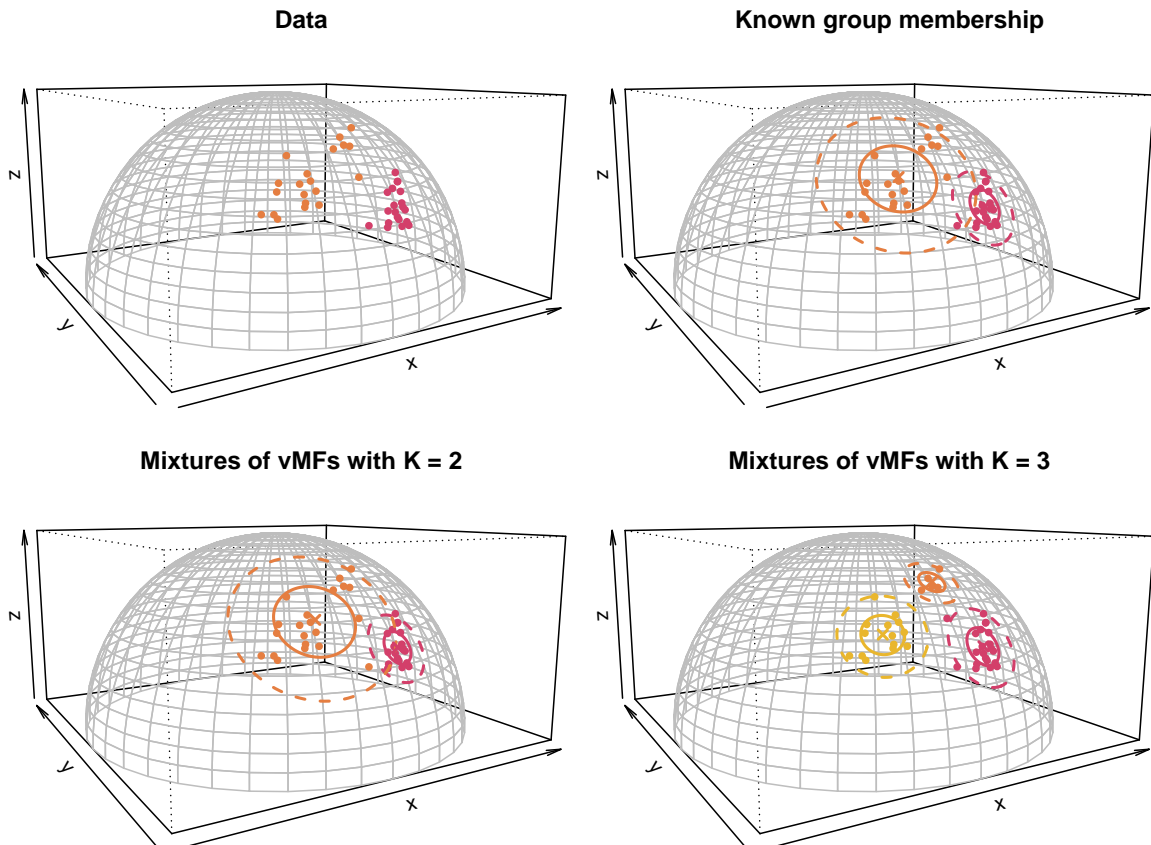 Data
Known group membership
z
y
x
z
y
x
Mixtures of vMFs with K = 2
Mixtures of vMFs with K = 3
z
y
x
z
y
x